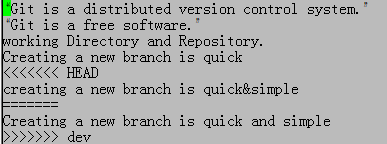 "Git is a distributed version control system."
"Git is a free software."
working Directory and Repository.
Creating a new branch is quick
<<<<<<< HEAD
creating a new branch is quick&simple
=======
Creating a new branch is quick and simple
>>>>>>> dev